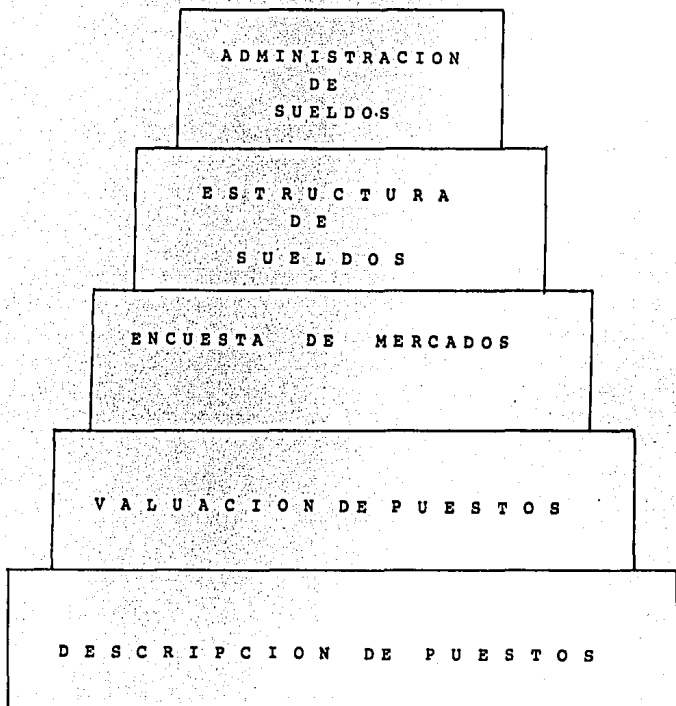 ADMINISTRACION
DE
SUELDOS
ESTRUCTURA
DE
SUELDOS
ENCUESTA DE MERCADOS
VALUACION DE PUESTOS
DESCRIPCION DE PUESTOS